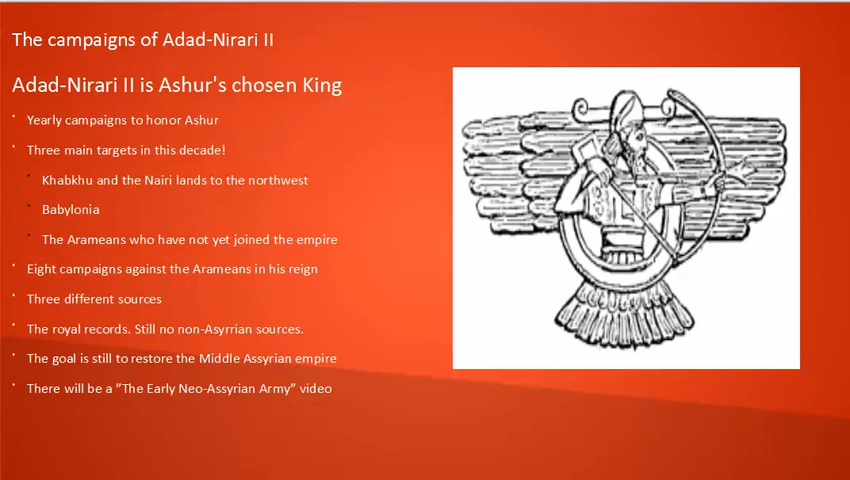 The campaigns of Adad-Nirari II
Adad-Nirari II is Ashur's chosen King
Yearly campaigns to honor Ashur
Three main targets in this decade!
Khabkhu and the Nairi lands to the northwest
Babylonia
The Arameans who have not yet joined the empire
Eight campaigns against the Arameans in his reign
Three different sources
The royal records. Still no non-Asyrrian sources.
The goal is still to restore the Middle Assyrian empire
There will be a ”The Early Neo-Assyrian Army” video